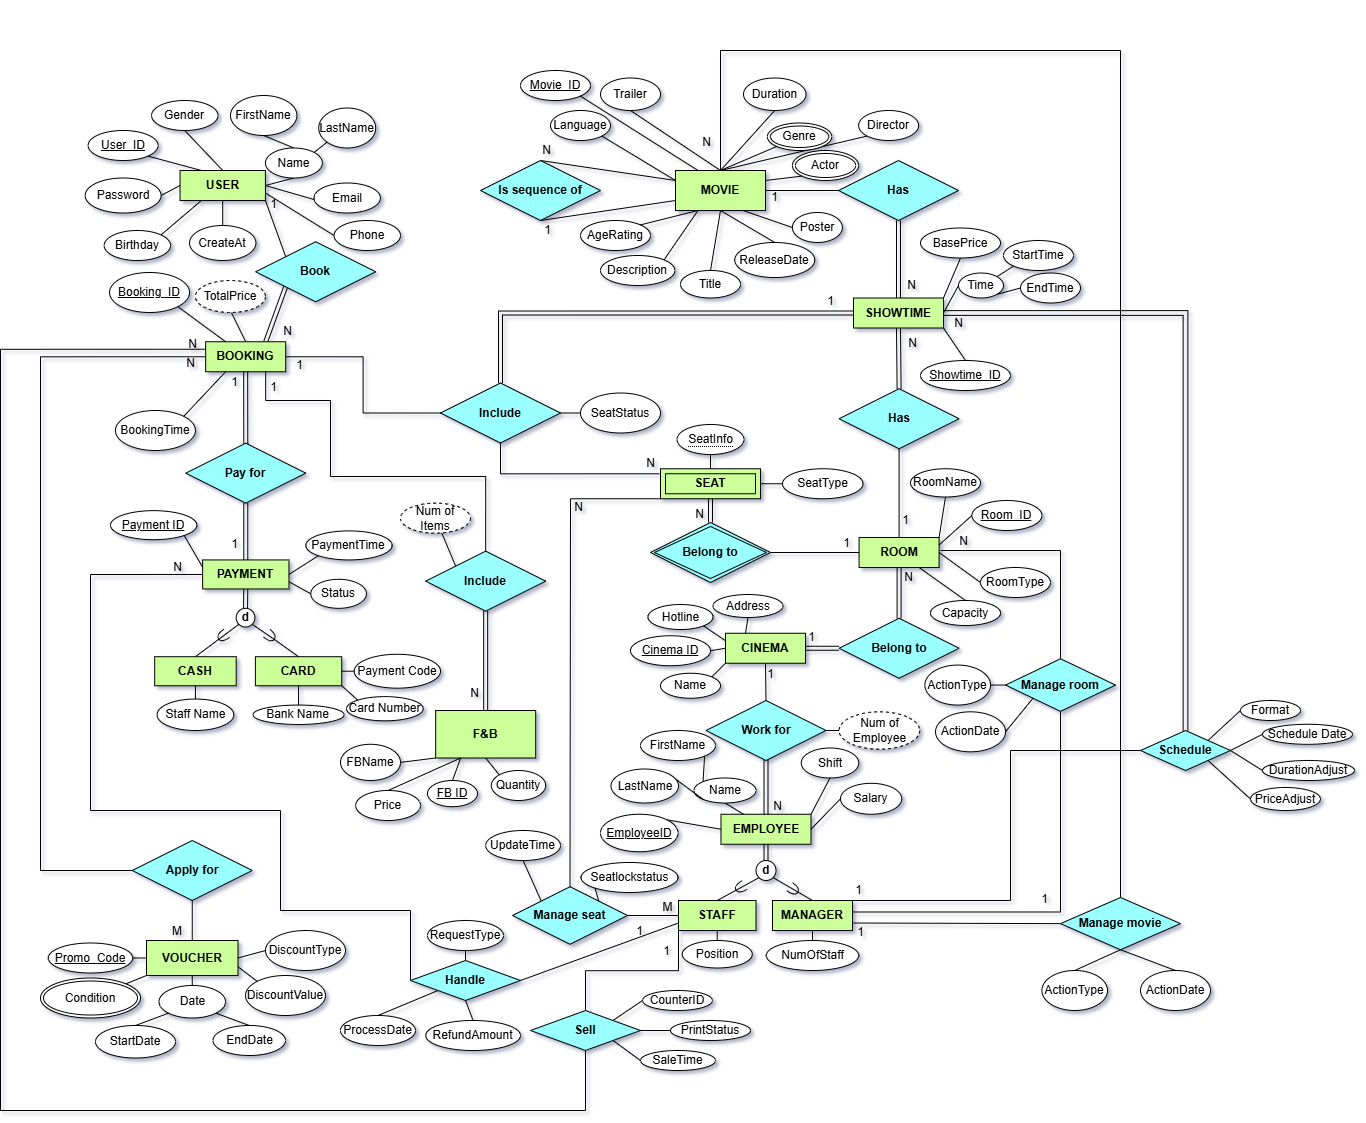 Movie_ID
Trailer
Duration
Gender
FirstName
LastName
Language
Genre
Director
N
User_ID
Name
N
Actor
USER
Is sequence of
MOVIE
Has
Password
Email
1
1
1
Birthday
CreateAt
Phone
AgeRating
Poster
BasePrice
StartTime
Book
Description
ReleaseDate
Title
Time
EndTime
Booking_ID
TotalPrice
N
1
SHOWTIME
N
N
N
N
N
BOOKING
1
1
1
Showtime_ID
BookingTime
Include
SeatStatus
Has
SeatInfo
Pay for
N
SEAT
SeatType
RoomName
Num of
Items
N
N
1
Room_ID
Payment ID
PaymentTime
1
1
N
Belong to
ROOM
N
PAYMENT
Include
N
RoomType
Status
Capacity
d
Hotline
Address
1
Cinema ID
CINEMA
Belong to
CASH
CARD
Payment Code
Name
1
ActionType
Manage room
Staff Name
Bank Name
Card Number
N
Num of
Employee
ActionDate
Format
Work for
Schedule Date
F&B
FirstName
Schedule
FBName
Shift
DurationAdjust
LastName
Name
Quantity
FB ID
Price
Salary
N
PriceAdjust
EmployeeID
EMPLOYEE
UpdateTime
Apply for
d
Seatlockstatus
1
1
M
Manage seat
STAFF
MANAGER
Manage movie
M
RequestType
1
1
1
Promo_Code
VOUCHER
DiscountType
Position
NumOfStaff
Handle
Condition
Date
DiscountValue
ActionType
ActionDate
CounterID
ProcessDate
RefundAmount
Sell
PrintStatus
StartDate
EndDate
SaleTime